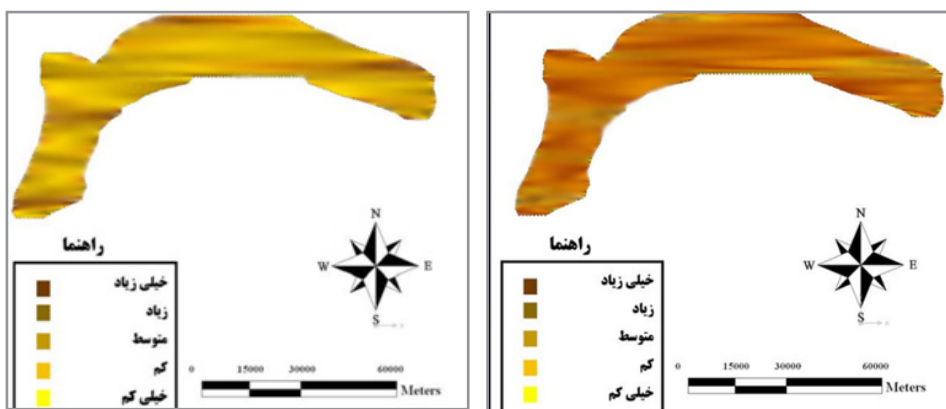 N
W E
S
راهنما
خیلی زیاد
زیاد
متوسط
کم
خیلی کم
0 15000 30000 60000
Meters
N
W E
S
راهنما
خیلی زیاد
زیاد
متوسط
کم
خیلی کم
0 15000 30000 60000
Meters